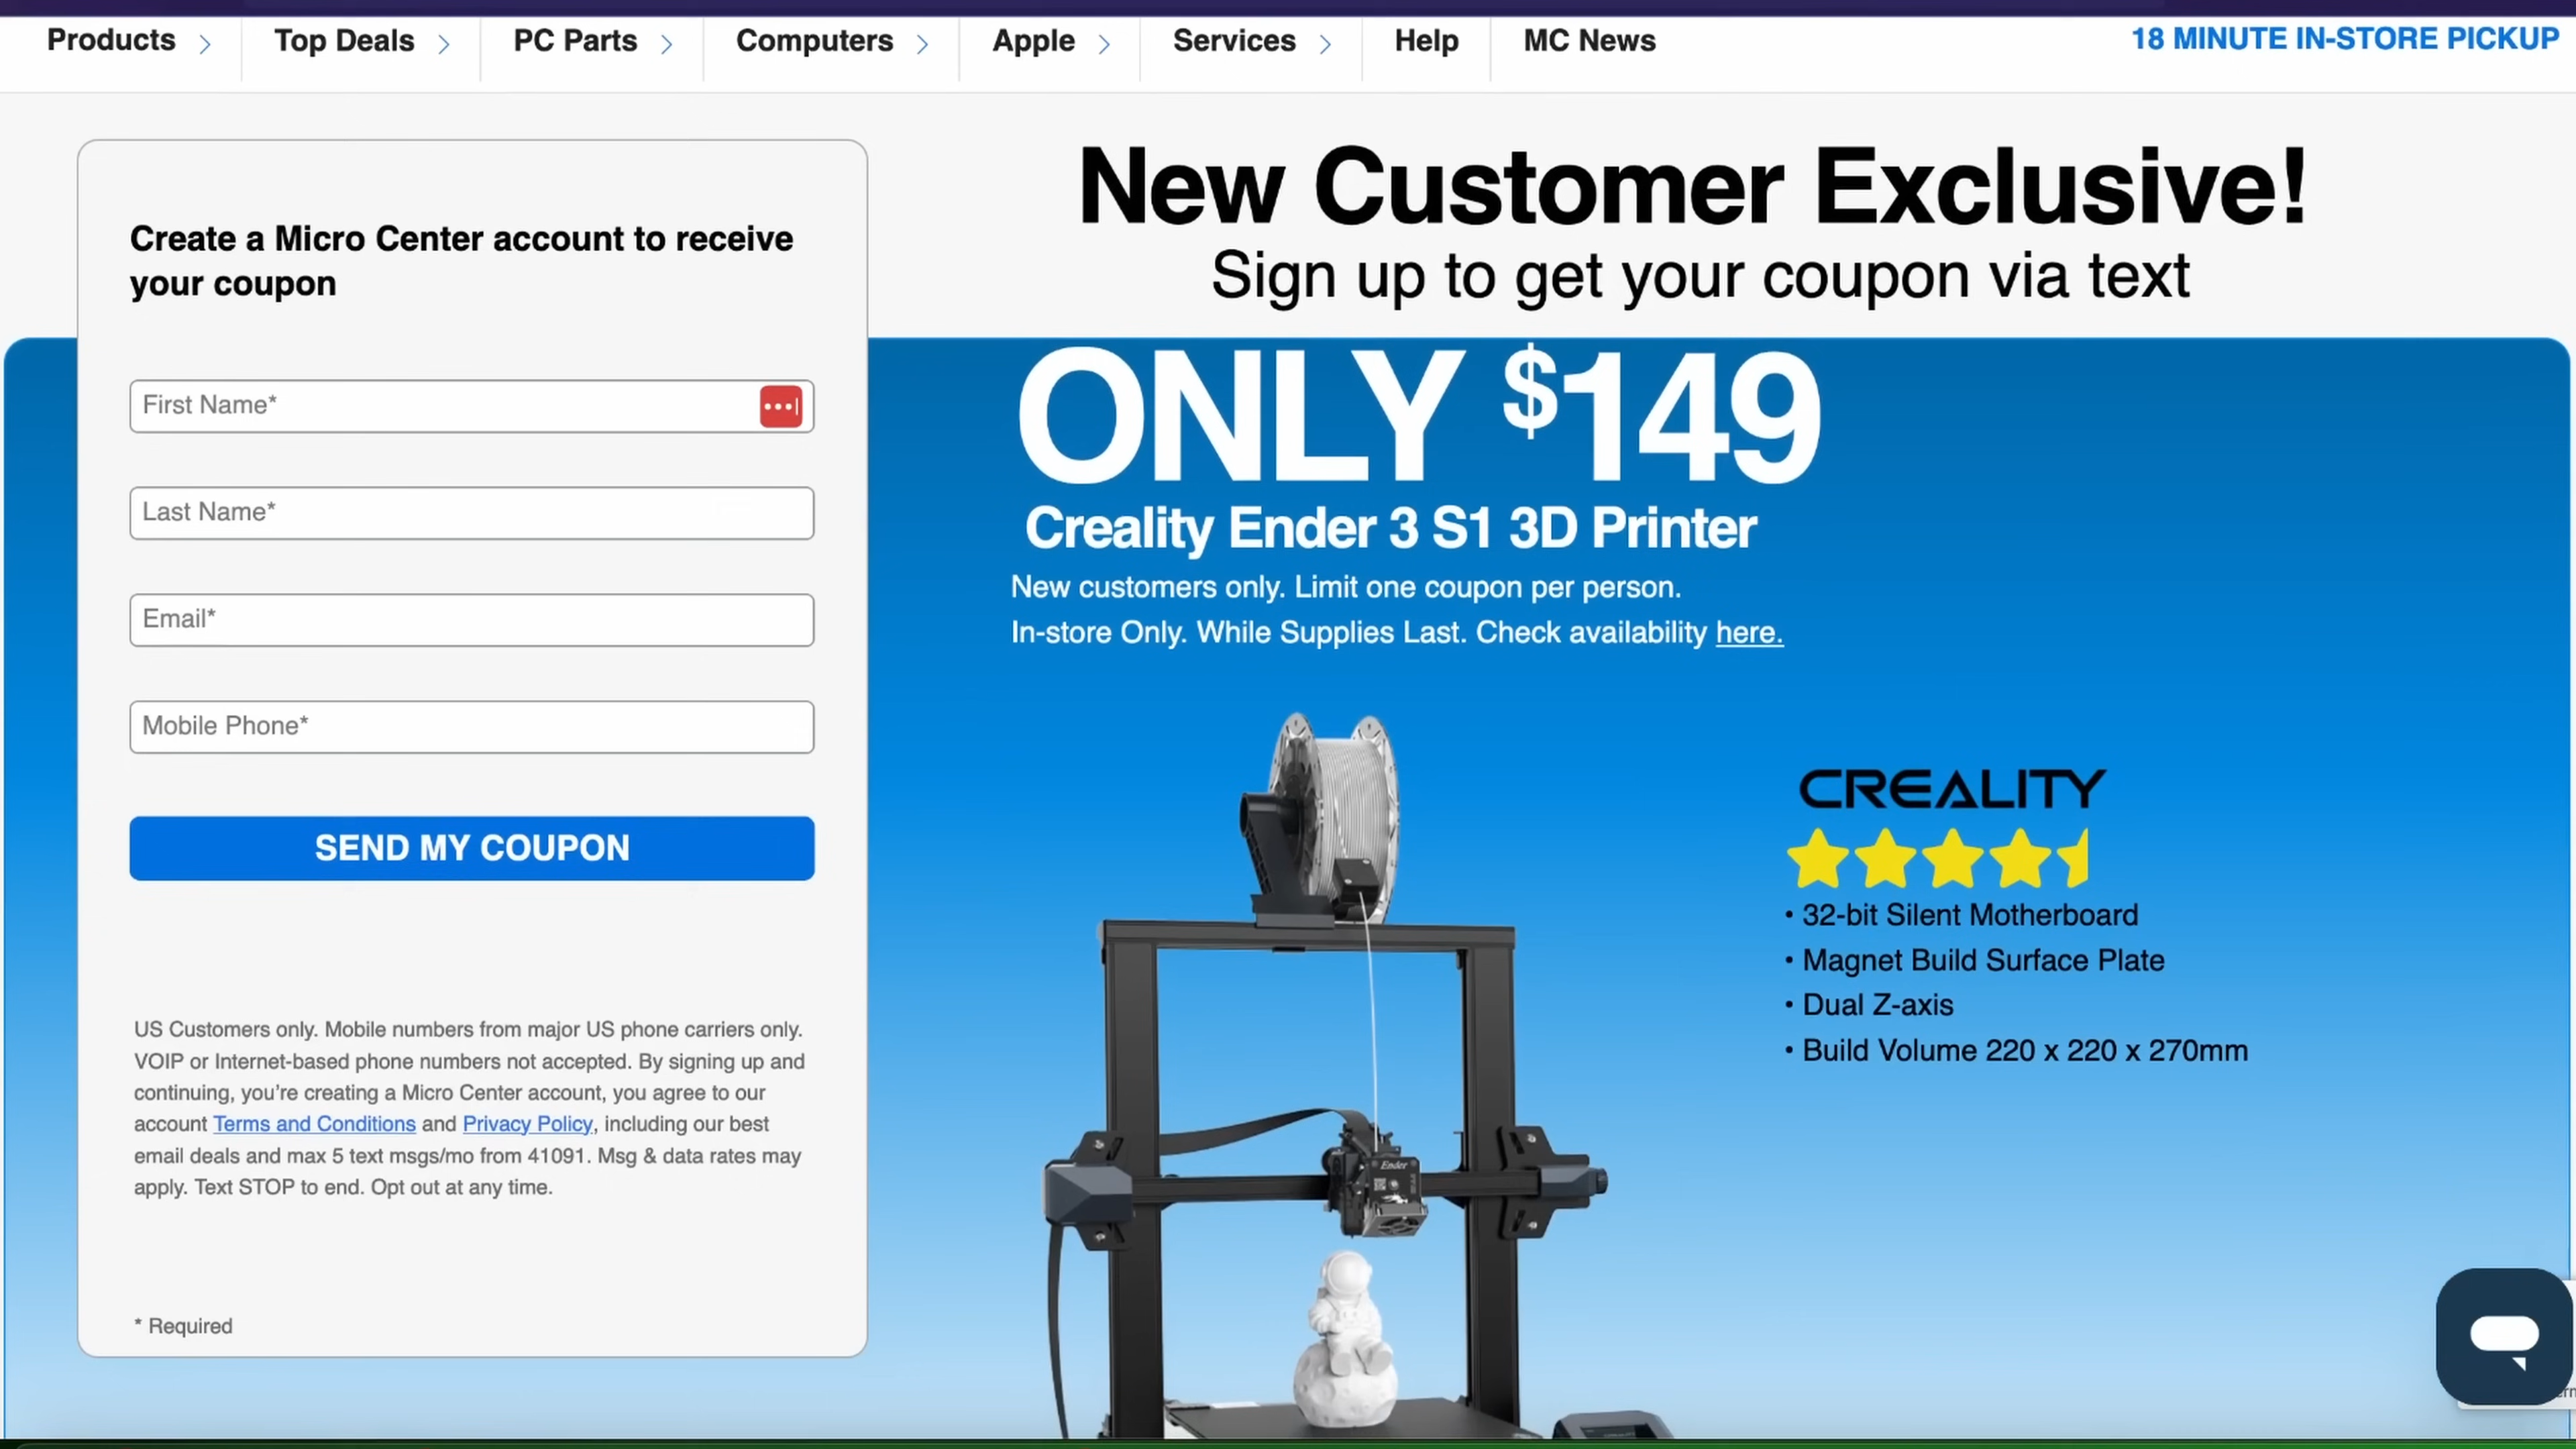 Products
Top Deals
PC Parts
Computers
Apple
Services
Help
MC News
18 MINUTE IN-STORE PICKUP
Create a Micro Center account to receive
your coupon
First Name*
Last Name*
Email*
Mobile Phone*
SEND MY COUPON
US Customers only. Mobile numbers from major US phone carriers only.
VOIP or Internet-based phone numbers not accepted. By signing up and
continuing, you're creating a Micro Center account, you agree to our
account Terms and Conditions and Privacy Policy, including our best
email deals and max 5 text msgs/mo from 41091. Msg & data rates may
apply. Text STOP to end. Opt out at any time.
* Required
New Customer Exclusive!
Sign up to get your coupon via text
ONLY $149
Creality Ender 3 S1 3D Printer
New customers only. Limit one coupon per person.
In-store Only. While Supplies Last. Check availability here.
CREALITY
• 32-bit Silent Motherboard
• Magnet Build Surface Plate
• Dual Z-axis
• Build Volume 220 x 220 x 270mm
Ender